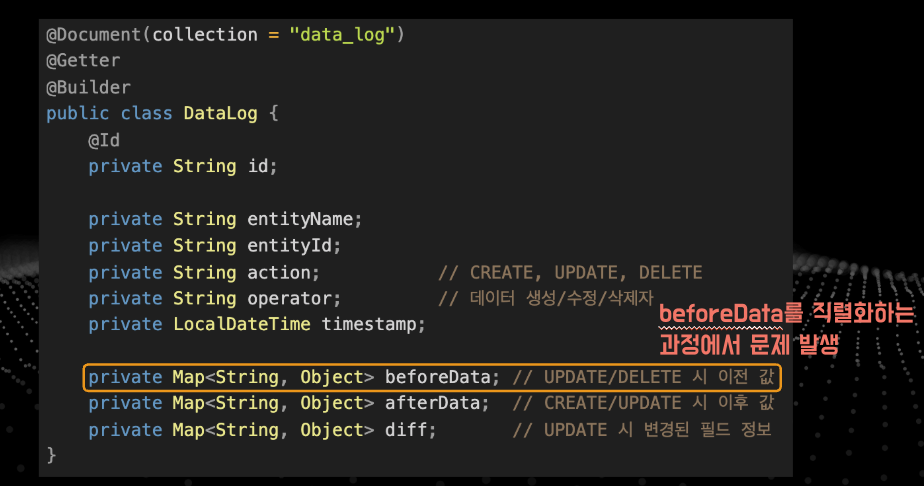 @Document(collection = "data_log")
@Getter
@Builder
public class DataLog {
@Id
private String id;
private String entityName;
private String entityId;
private String action; // CREATE, UPDATE, DELETE
private String operator; // 데이터 생성/수정/삭제자
private LocalDateTime timestamp;
beforeData를 직렬화하는
과정에서 문제 발생
private Map<String, Object> beforeData; // UPDATE/DELETE 시 이전 값
private Map<String, Object> afterData; // CREATE/UPDATE 시 이후 값
private Map<String, Object> diff; // UPDATE 시 변경된 필드 정보
}